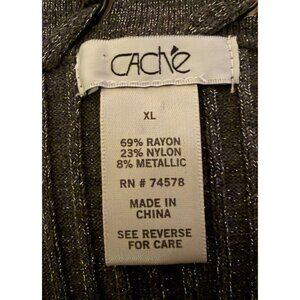 CAChé
XL
69% RAYON
23% NYLON
8% METALLIC
RN # 74578
MADE IN
CHINA
SEE REVERSE
FOR CARE